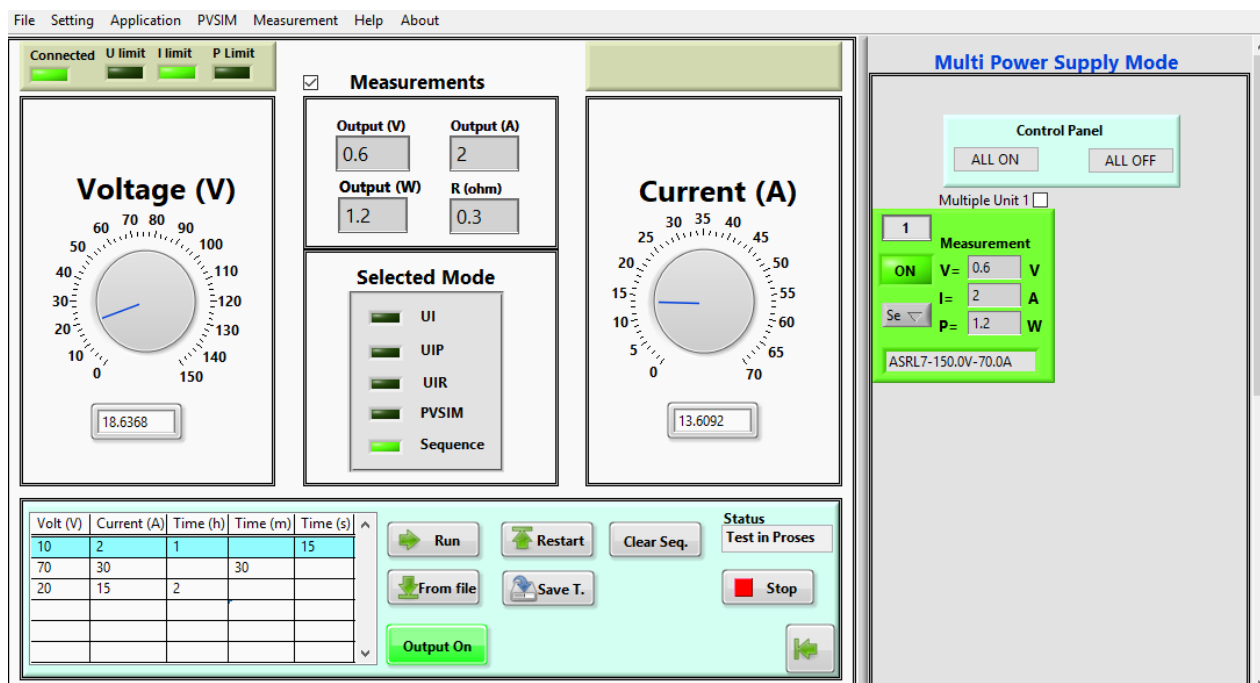 File Setting Application PVSIM Measurement Help About
Connected U limit I limit P Limit
Measurements
Output (V) Output (A)
0.6 2
Output (W) R (ohm)
1.2 0.3
Voltage (V)
0 10 20 30 40 50 60 70 80 90 100 110 120 130 140 150
18.6368
Selected Mode
UI
UIP
UIR
PVSIM
Sequence
Current (A)
0 5 10 15 20 25 30 35 40 45 50 55 60 65 70
13.6092
Volt (V) Current (A) Time (h) Time (m) Time (s)
10 2 1 15
70 30 30
20 15 2
Run Restart Clear Seq.
From file Save T.
Output On
Status
Test in Proses
Stop
Multi Power Supply Mode
Control Panel
ALL ON ALL OFF
Multiple Unit 1
1
Measurement
ON V= 0.6 V
I= 2 A
Se P= 1.2 W
ASRL7-150.0V-70.0A